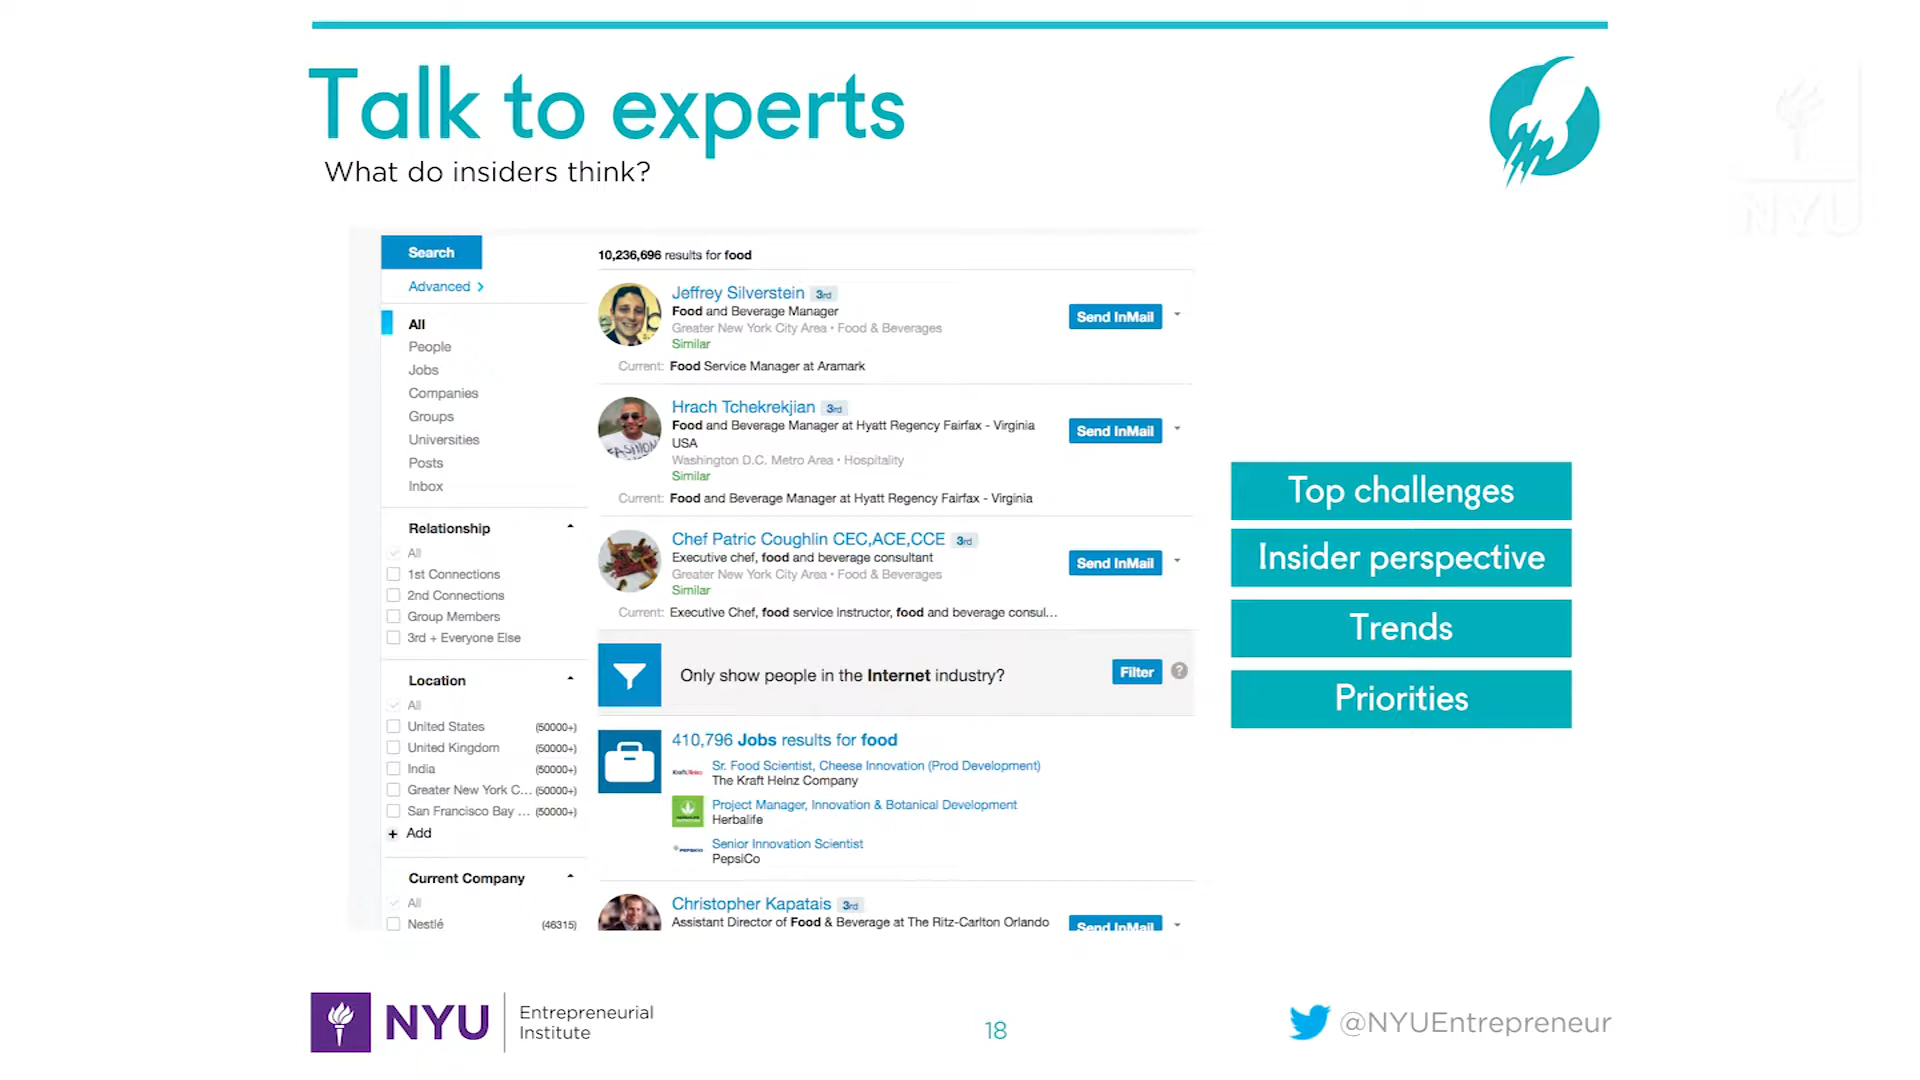 Talk to experts
What do insiders think?
NYU
Search
Advanced
All
People
Jobs
Companies
Groups
Universities
Posts
Inbox
Relationship
All
1st Connections
2nd Connections
Group Members
3rd + Everyone Else
Location
All
United States (50000+)
United Kingdom (50000+)
India (50000+)
Greater New York C... (50000+)
San Francisco Bay ... (50000+)
+ Add
Current Company
All
Nestlé (46315)
10,236,696 results for food
Jeffrey Silverstein 3rd
Food and Beverage Manager
Greater New York City Area • Food & Beverages
Similar
Current: Food Service Manager at Aramark
Send InMail
Hrach Tchekrekjian 3rd
Food and Beverage Manager at Hyatt Regency Fairfax - Virginia
USA
Washington D.C. Metro Area • Hospitality
Similar
Current: Food and Beverage Manager at Hyatt Regency Fairfax - Virginia
Send InMail
FASHION
Chef Patric Coughlin CEC,ACE,CCE 3rd
Executive chef, food and beverage consultant
Greater New York City Area • Food & Beverages
Similar
Current: Executive Chef, food service instructor, food and beverage consul...
Send InMail
Only show people in the Internet industry?
Filter ?
410,796 Jobs results for food
Sr. Food Scientist, Cheese Innovation (Prod Development)
The Kraft Heinz Company
Project Manager, Innovation & Botanical Development
Herbalife
Senior Innovation Scientist
PepsiCo
PEPSICO
Christopher Kapatais 3rd
Assistant Director of Food & Beverage at The Ritz-Carlton Orlando
Send InMail
Top challenges
Insider perspective
Trends
Priorities
NYU
Entrepreneurial
Institute
18
@NYUEntrepreneur